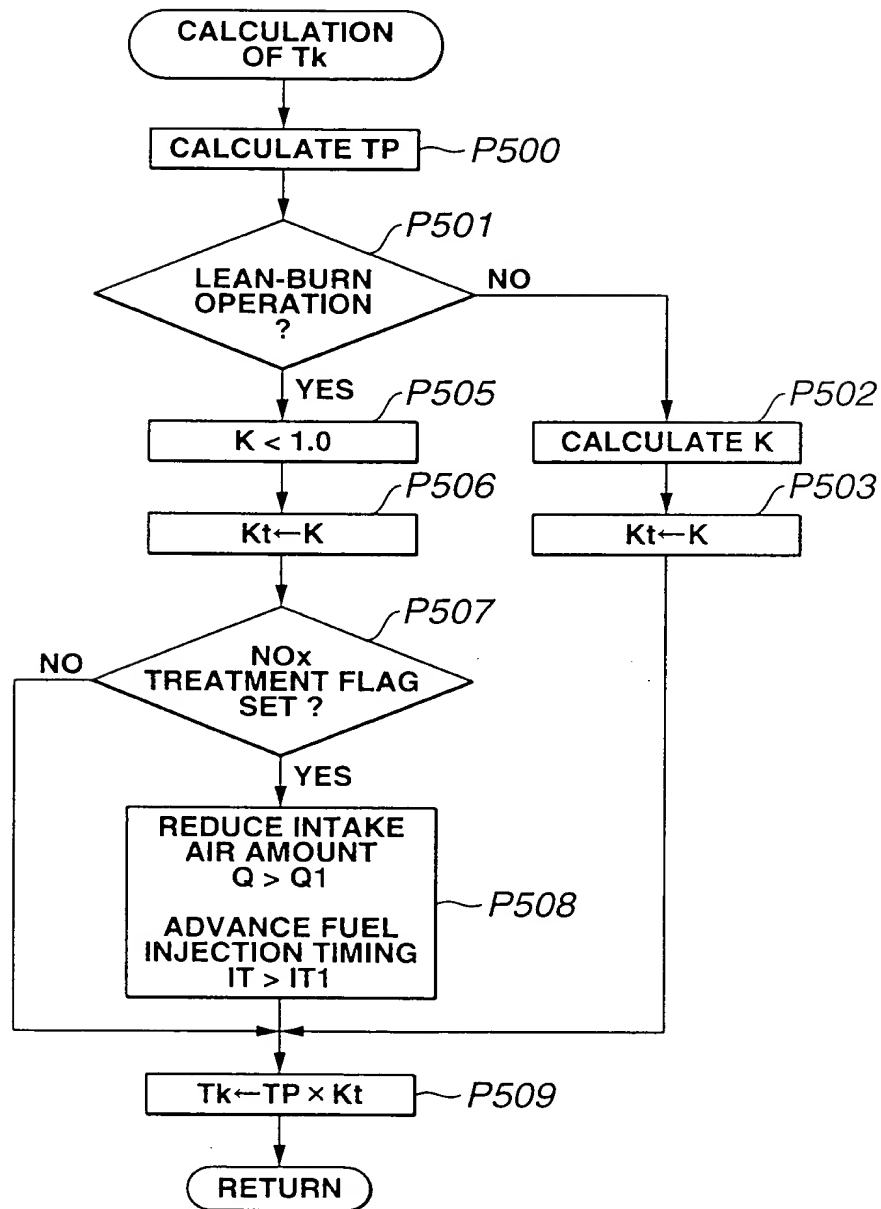 CALCULATION
OF Tk
CALCULATE TP
P500
P501
LEAN-BURN
OPERATION
?
NO
YES
P505
K < 1.0
P502
CALCULATE K
P506
Kt←K
P503
Kt←K
P507
NOx
TREATMENT FLAG
SET ?
NO
YES
REDUCE INTAKE
AIR AMOUNT
Q > Q1
ADVANCE FUEL
INJECTION TIMING
IT > IT1
P508
Tk←TP × Kt
P509
RETURN